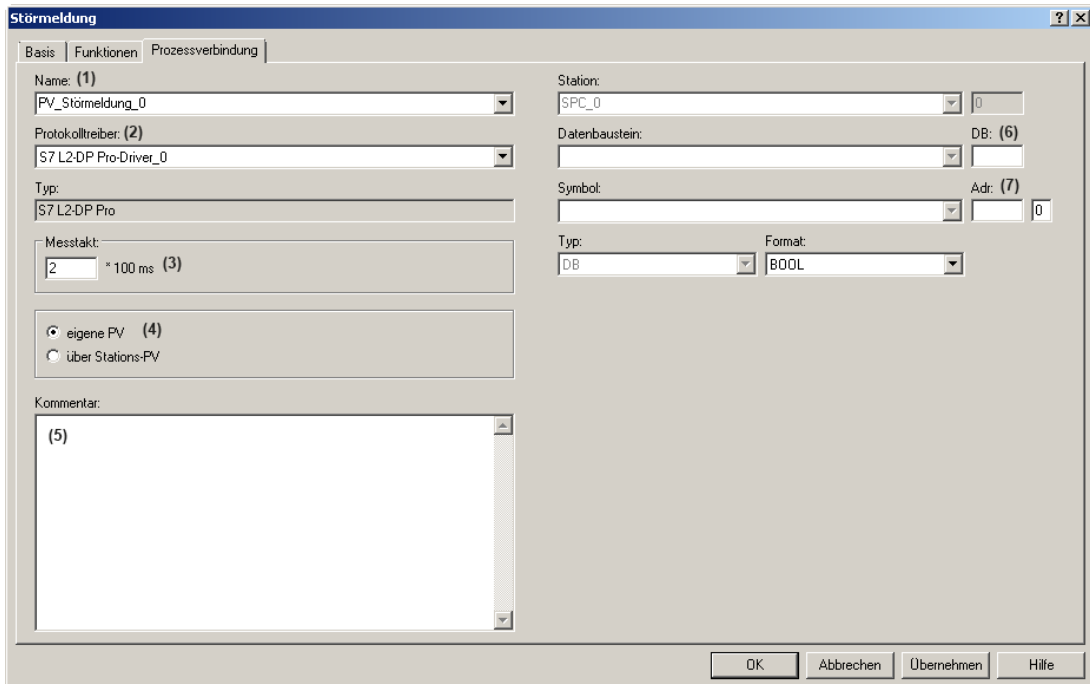 Störmeldung
Basis Funktionen Prozessverbindung
Name: (1)
PV_Störmeldung_0
Protokolltreiber: (2)
S7 L2-DP Pro-Driver_0
Typ:
S7 L2-DP Pro
Messtakt:
2 * 100 ms (3)
eigene PV (4)
über Stations-PV
Kommentar:
(5)
Station:
SPC_0 0
Datenbaustein: DB: (6)
Symbol: Adr: (7)
0
Typ: Format:
DB BOOL
OK Abbrechen Übernehmen Hilfe